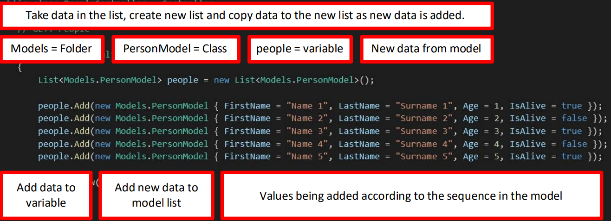 Take data in the list, create new list and copy data to the new list as new data is added.
Models = Folder PersonModel = Class people = variable New data from model
{
List<Models.PersonModel> people = new List<Models.PersonModel>();
people.Add(new Models.PersonModel { FirstName = "Name 1", LastName = "Surname 1", Age = 1, IsAlive = true });
people.Add(new Models.PersonModel { FirstName = "Name 2", LastName = "Surname 2", Age = 2, IsAlive = false });
people.Add(new Models.PersonModel { FirstName = "Name 3", LastName = "Surname 3", Age = 3, IsAlive = true });
people.Add(new Models.PersonModel { FirstName = "Name 4", LastName = "Surname 4", Age = 4, IsAlive = false });
people.Add(new Models.PersonModel { FirstName = "Name 5", LastName = "Surname 5", Age = 5, IsAlive = true });
Add data to
variable
Add new data to
model list
Values being added according to the sequence in the model